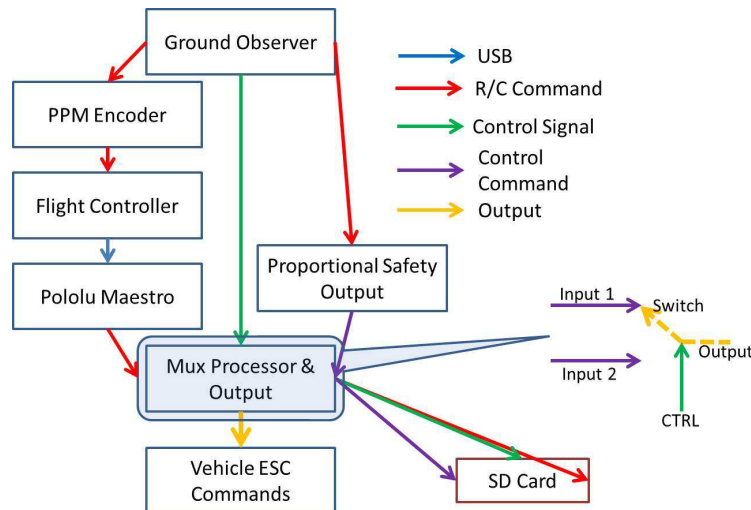 Ground Observer
PPM Encoder
Flight Controller
Pololu Maestro
Proportional Safety
Output
Mux Processor &
Output
Vehicle ESC
Commands
SD Card
USB
R/C Command
Control Signal
Control
Command
Output
Input 1
Switch
Output
Input 2
CTRL